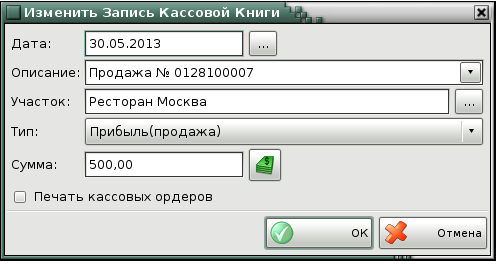 Изменить Запись Кассовой Книги
Дата: 30.05.2013 ...
Описание: Продажа № 0128100007
Участок: Ресторан Москва ...
Тип: Прибыль(продажа)
Сумма: 500,00
Печать кассовых ордеров
OK Отмена